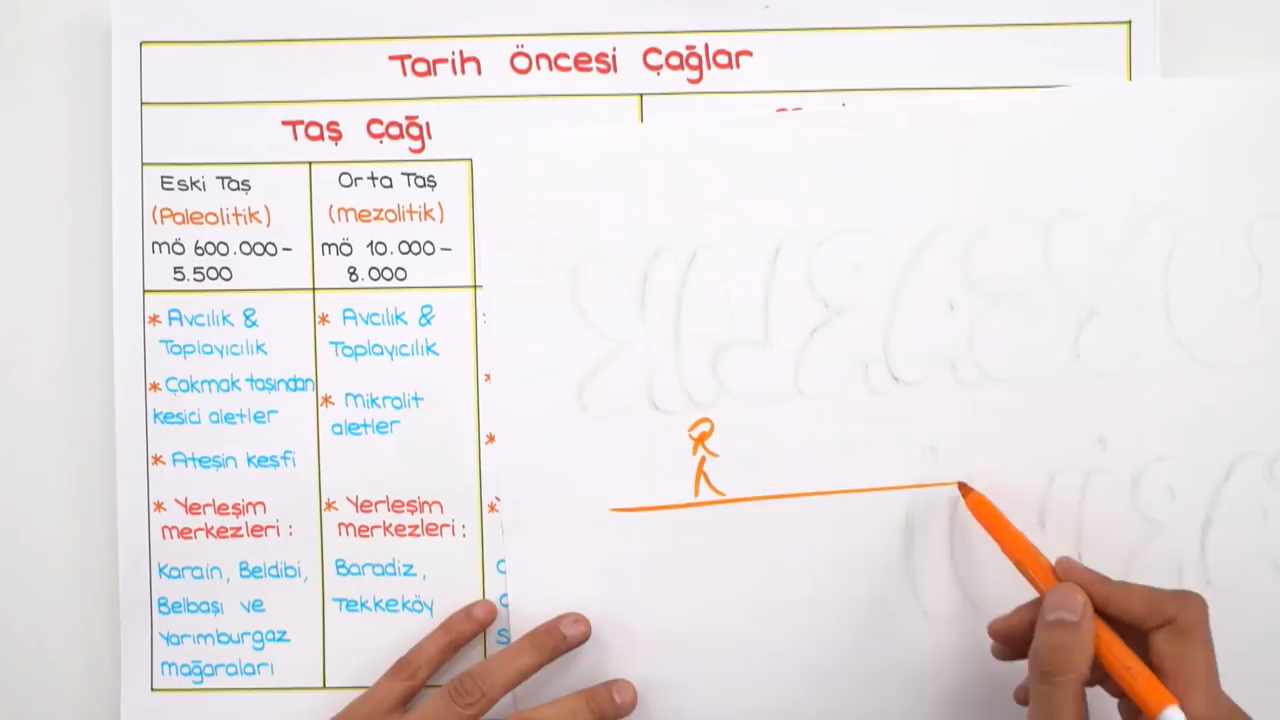 Tarih Öncesi Çağlar
Taş Çağı
Eski Taş
(Paleolitik)
mö 600.000 -
5.500
* Avcılık &
Toplayıcılık
* Çakmak taşından
kesici aletler
* Ateşin keşfi
* Yerleşim
merkezleri :
Karain, Beldibi,
Belbaşı ve
Yarımburgaz
mağaraları
Orta Taş
(mezolitik)
mö 10.000 -
8.000
* Avcılık &
Toplayıcılık
* Mikrolit
aletler
* Yerleşim
merkezleri :
Baradiz,
Tekkeköy